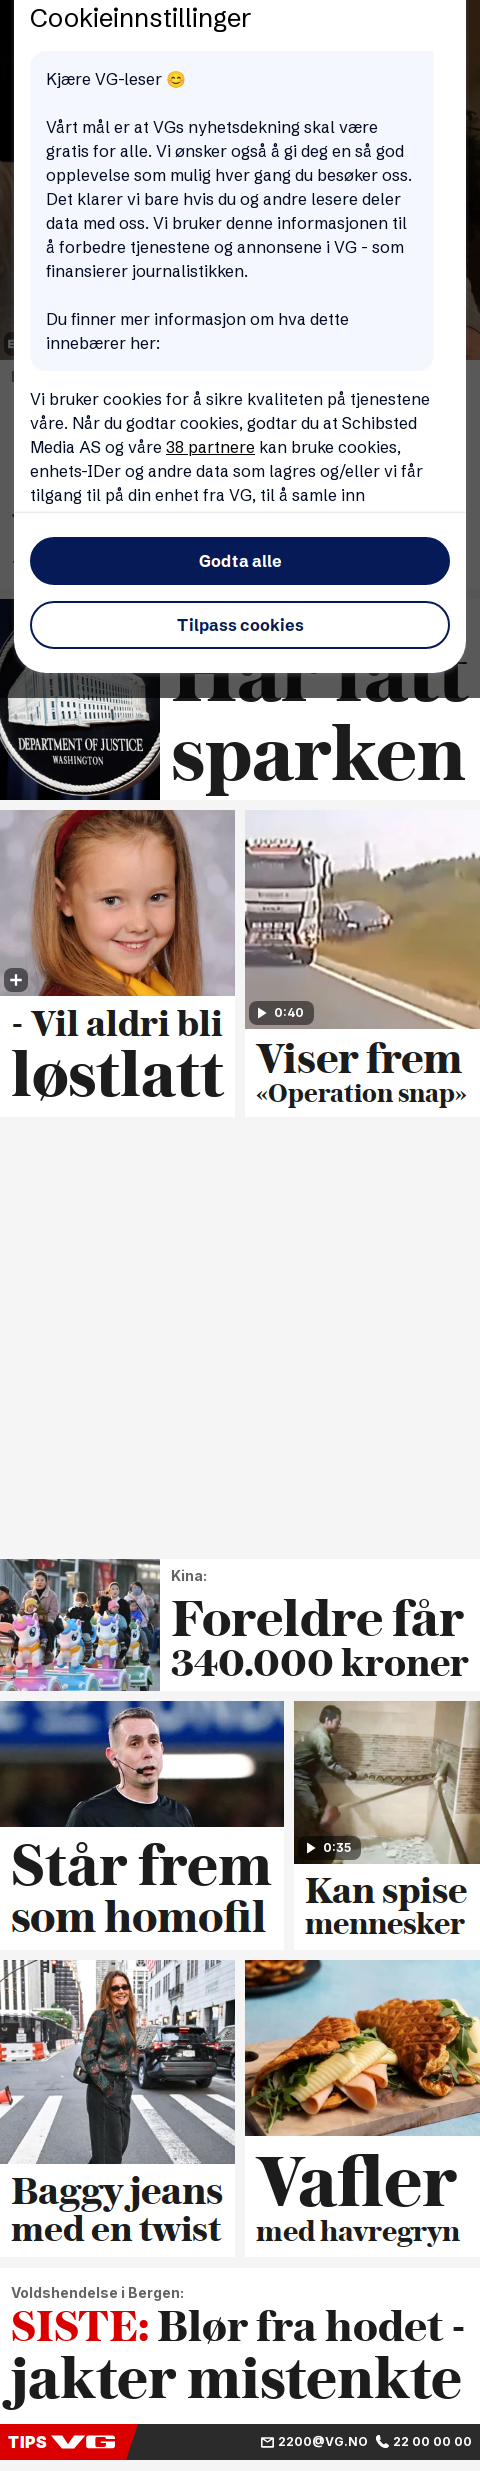 Cookieinnstillinger
Kjære VG-leser 😊
Vårt mål er at VGs nyhetsdekning skal være
gratis for alle. Vi ønsker også å gi deg en så god
opplevelse som mulig hver gang du besøker oss.
Det klarer vi bare hvis du og andre lesere deler
data med oss. Vi bruker denne informasjonen til
å forbedre tjenestene og annonsene i VG - som
finansierer journalistikken.
Du finner mer informasjon om hva dette
innebærer her:
Vi bruker cookies for å sikre kvaliteten på tjenestene
våre. Når du godtar cookies, godtar du at Schibsted
Media AS og våre 38 partnere kan bruke cookies,
enhets-IDer og andre data som lagres og/eller vi får
tilgang til på din enhet fra VG, til å samle inn
Godta alle
Tilpass cookies
DEPARTMENT OF JUSTICE
WASHINGTON
Har fått
sparken
- Vil aldri bli
løstlatt
0:40
Viser frem
«Operation snap»
Kina:
Foreldre får
340.000 kroner
Står frem
som homofil
0:35
Kan spise
mennesker
Baggy jeans
med en twist
Vafler
med havregryn
Voldshendelse i Bergen:
SISTE: Blør fra hodet -
jakter mistenkte
TIPS VG 2200@VG.NO 22 00 00 00